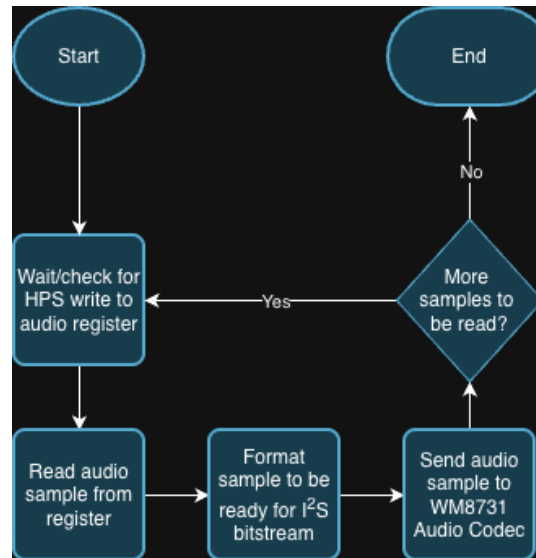 Start
End
No
Wait/check for
HPS write to
audio register
Yes
More
samples to
be read?
Read audio
sample from
register
Format
sample to be
ready for I²S
bitstream
Send audio
sample to
WM8731
Audio Codec